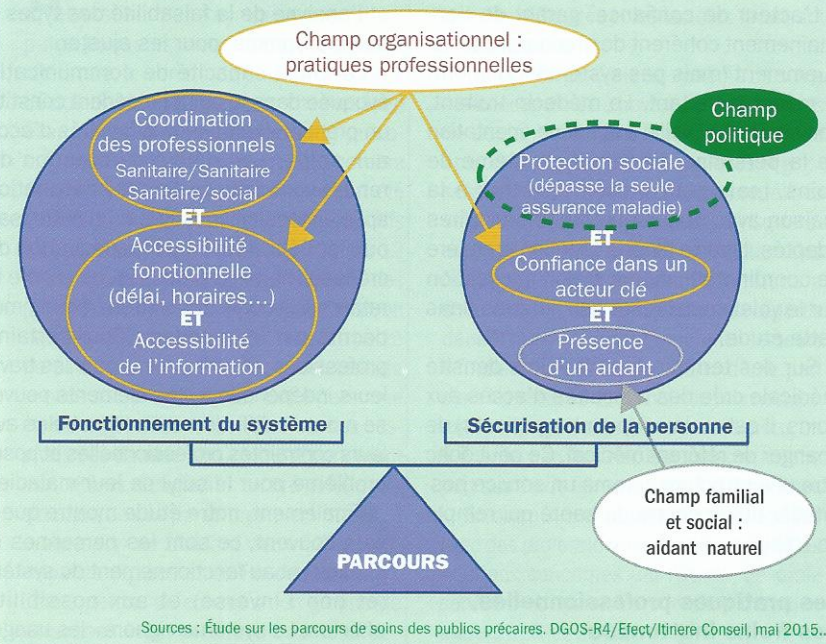 Champ organisationnel :
pratiques professionnelles
Champ
politique
Coordination
des professionnels
Sanitaire/Sanitaire
Sanitaire/social
ET
Accessibilité
fonctionnelle
(délai, horaires...)
ET
Accessibilité
de l'information
Protection sociale
(dépasse la seule
assurance maladie)
ET
Confiance dans un
acteur clé
ET
Présence
d'un aidant
Fonctionnement du système
Sécurisation de la personne
Champ familial
et social :
aidant naturel
PARCOURS
Sources : Étude sur les parcours de soins des publics précaires. DGOS-R4/Efect/Itinere Conseil, mai 2015.